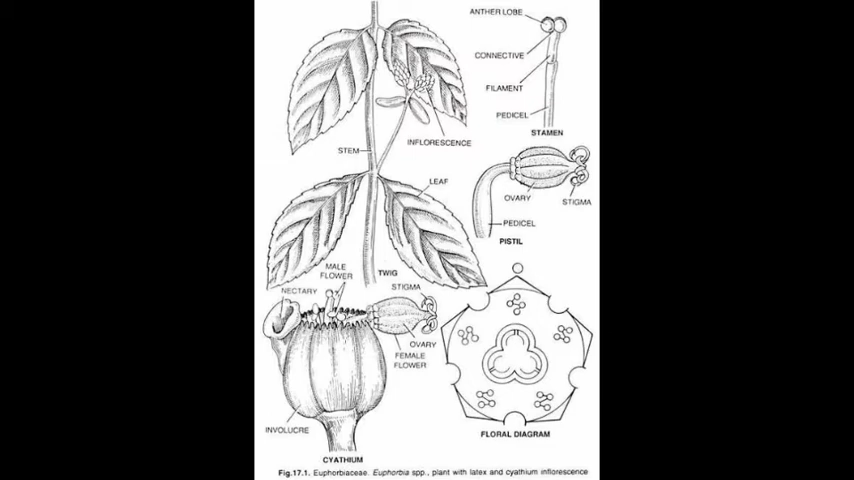 ANTHER LOBE
CONNECTIVE
FILAMENT
PEDICEL
STAMEN
INFLORESCENCE
STEM
LEAF
OVARY
STIGMA
PEDICEL
PISTIL
TWIG
MALE
FLOWER
NECTARY
STIGMA
OVARY
FEMALE
FLOWER
INVOLUCRE
CYATHIUM
FLORAL DIAGRAM
Fig.17.1. Euphorbiaceae. Euphorbia spp., plant with latex and cyathium inflorescence